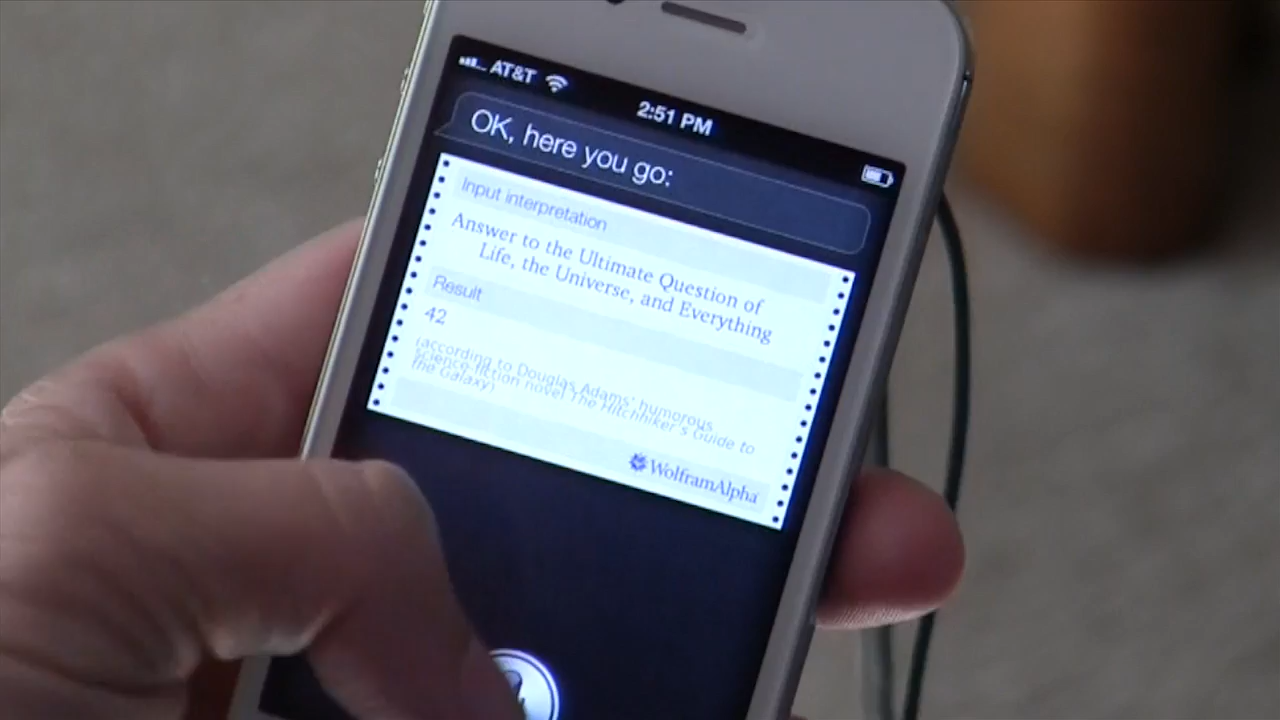 AT&T
2:51 PM
OK, here you go:
Input interpretation
Answer to the Ultimate Question of
Life, the Universe, and Everything
Result
42
(according to Douglas Adams' humorous
science-fiction novel The Hitchhiker's Guide to
the Galaxy)
WolframAlpha